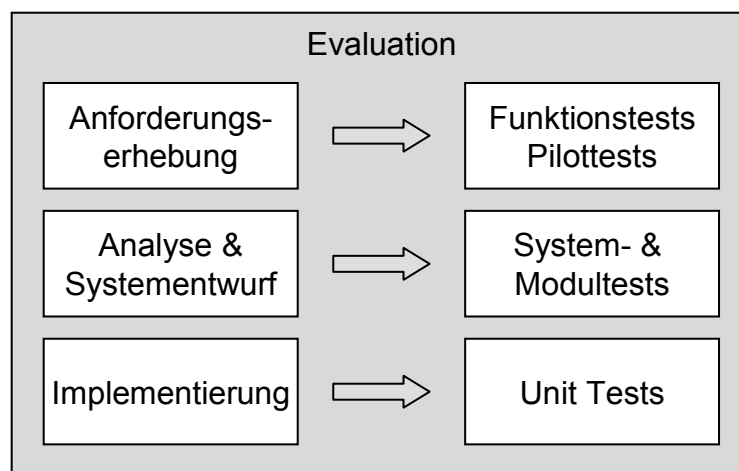 Evaluation
Anforderungs-
erhebung
Funktionstests
Pilottests
Analyse &
Systementwurf
System- &
Modultests
Implementierung
Unit Tests